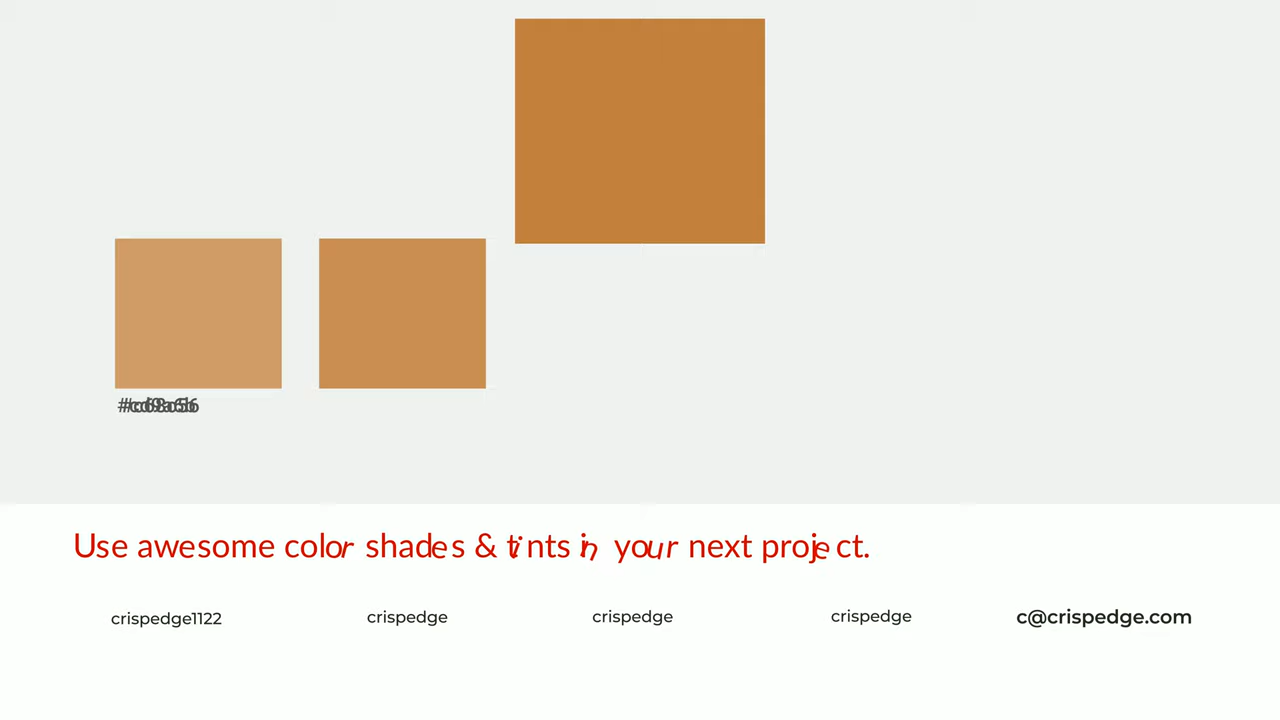 Use awesome color shades & tints in your next project.
crispedge1122 crispedge crispedge crispedge c@crispedge.com